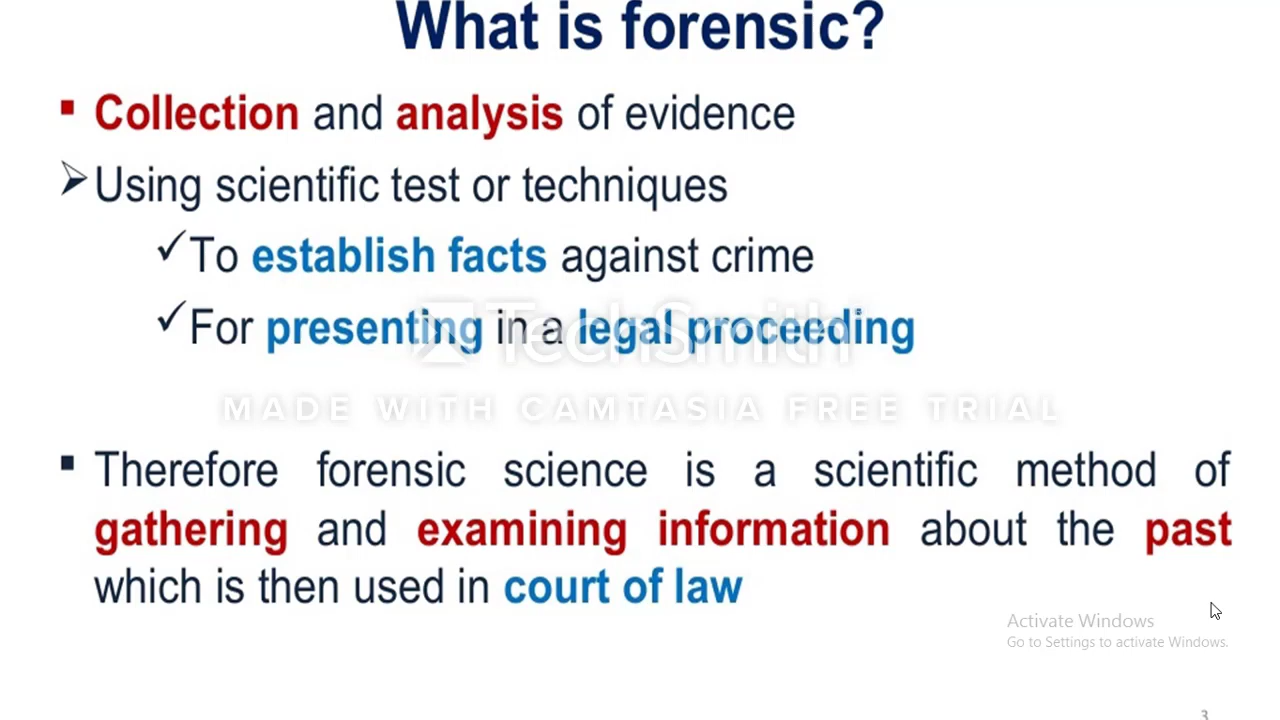 What is forensic?
Collection and analysis of evidence
Using scientific test or techniques
To establish facts against crime
For presenting in a legal proceeding
TechSmith
MADE WITH CAMTASIA FREE TRIAL
Therefore forensic science is a scientific method of
gathering and examining information about the past
which is then used in court of law
Activate Windows
Go to Settings to activate Windows.
3